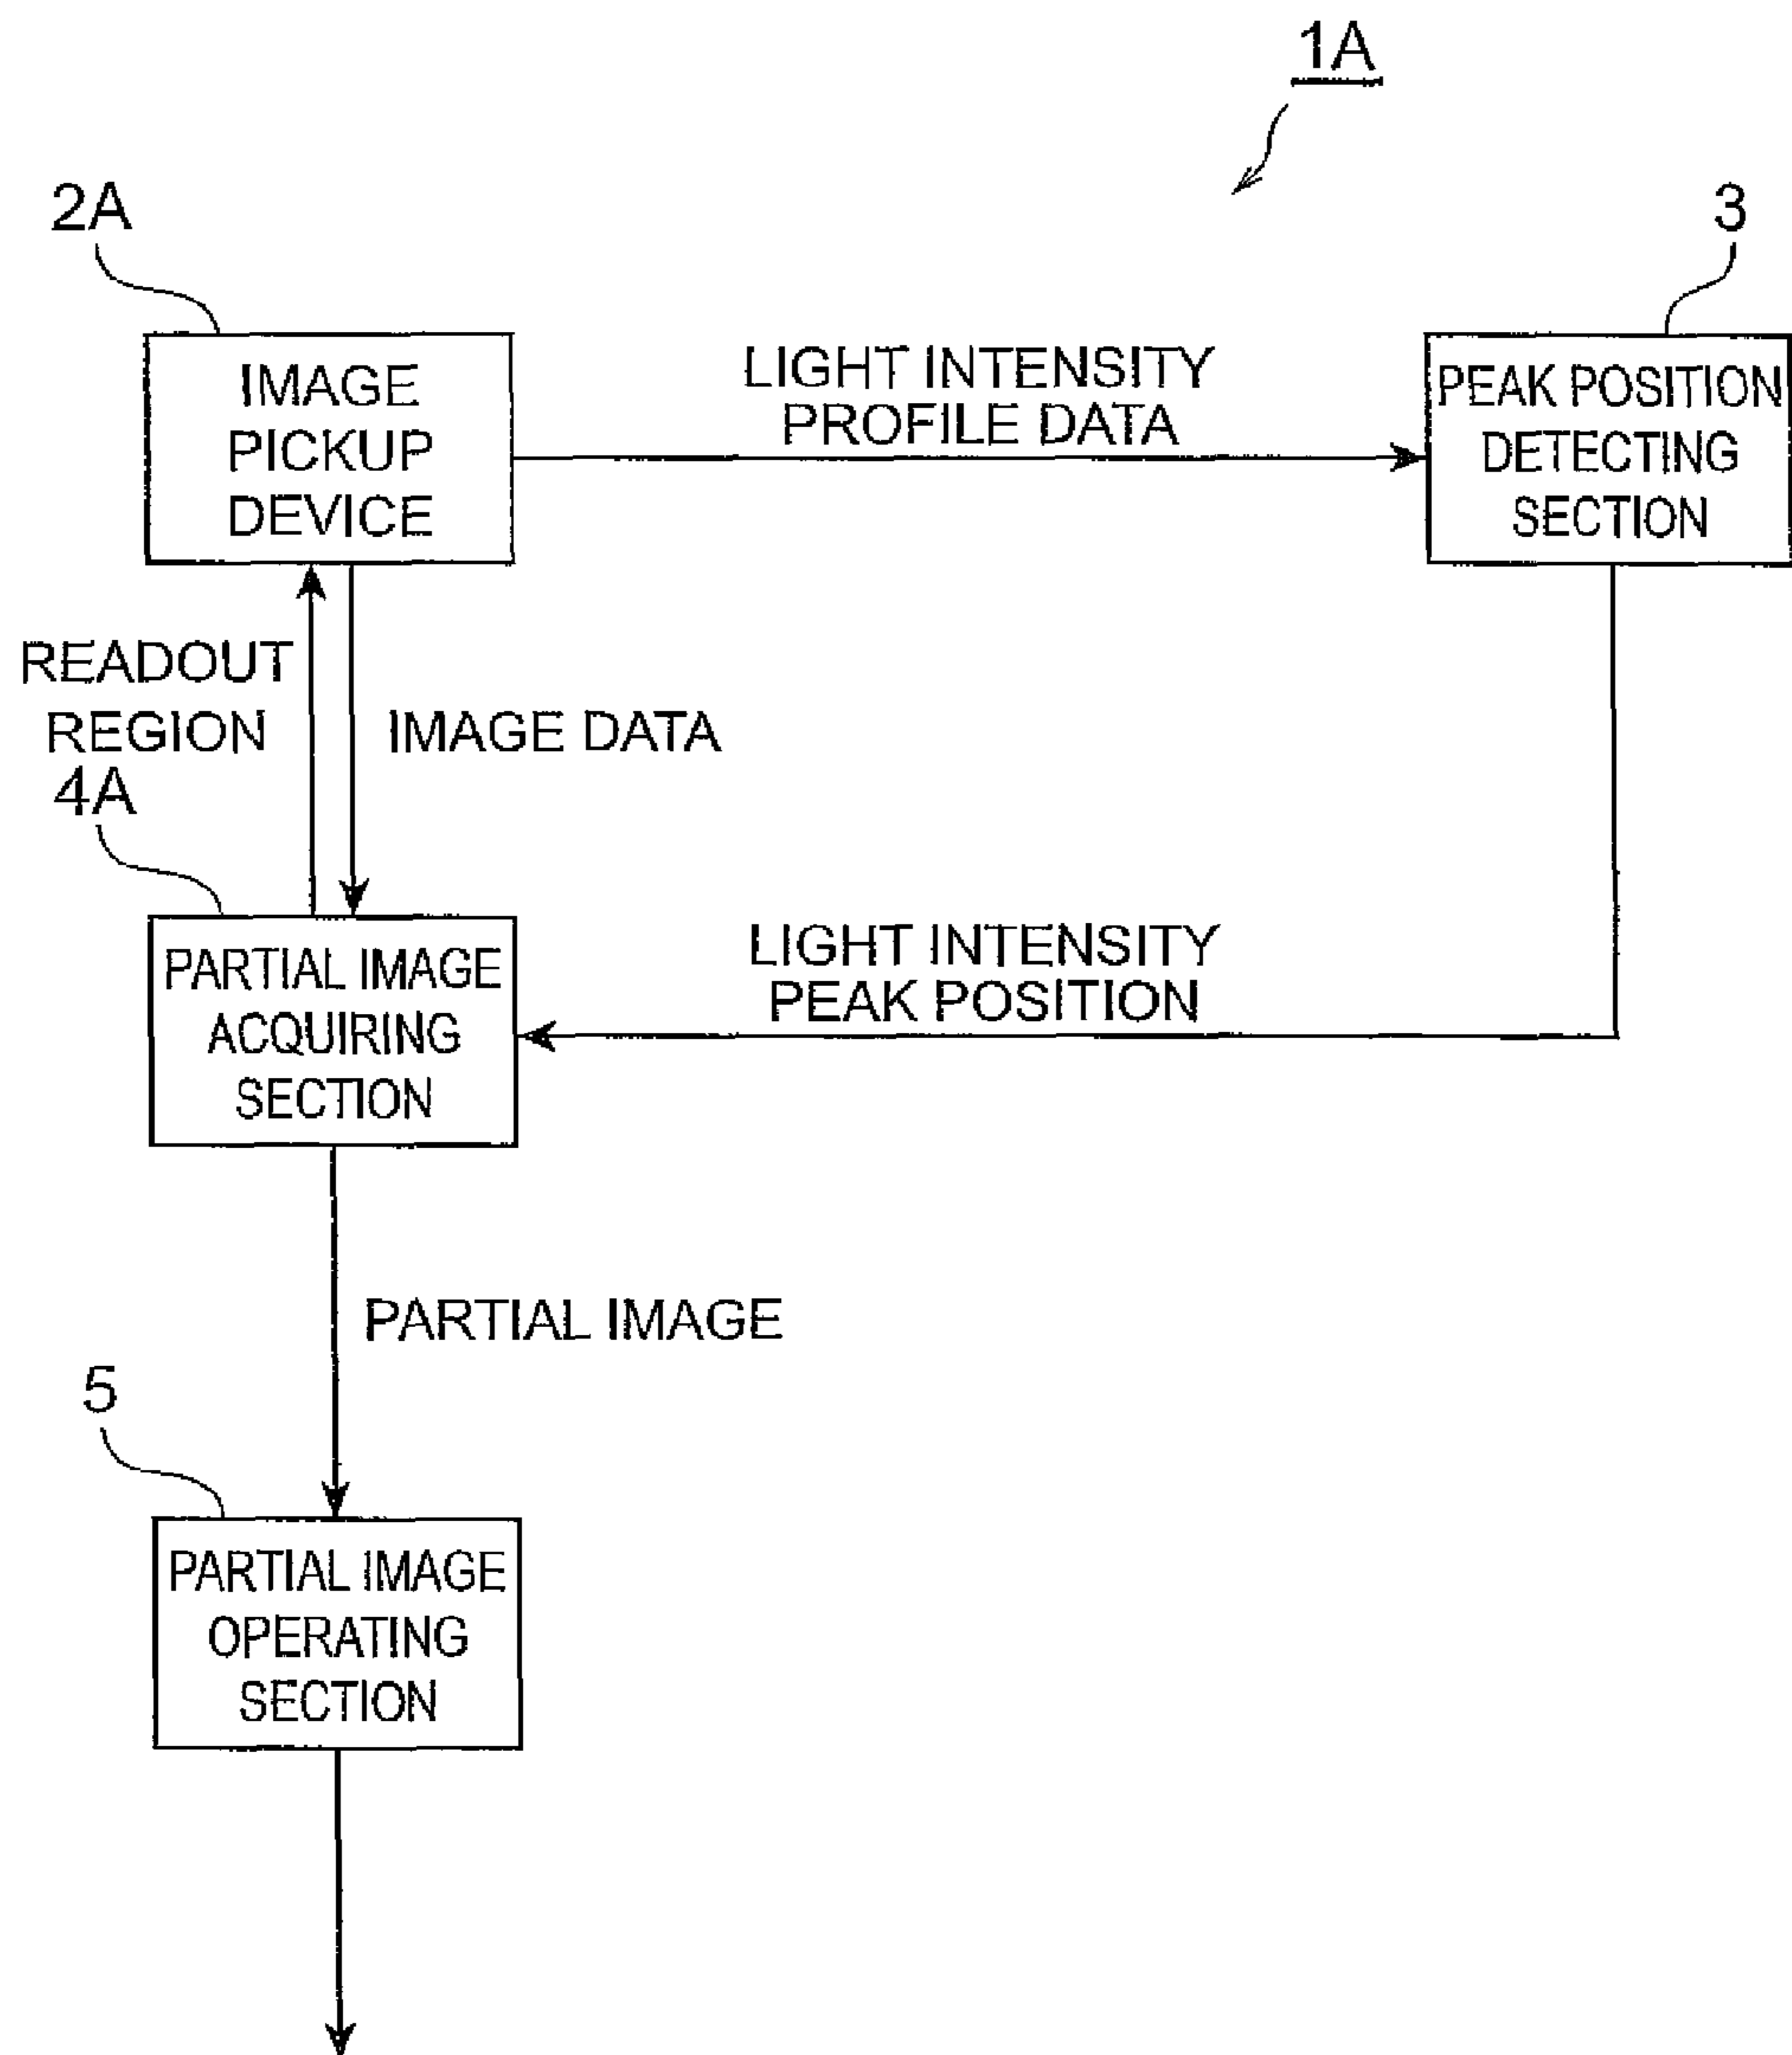 1A
2A
3
IMAGE
PICKUP
DEVICE
LIGHT INTENSITY
PROFILE DATA
PEAK POSITION
DETECTING
SECTION
READOUT
REGION
IMAGE DATA
4A
PARTIAL IMAGE
ACQUIRING
SECTION
LIGHT INTENSITY
PEAK POSITION
PARTIAL IMAGE
5
PARTIAL IMAGE
OPERATING
SECTION